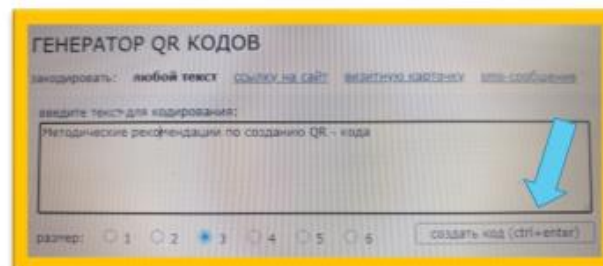 ГЕНЕРАТОР QR КОДОВ
закодировать: любой текст ссылку на сайт визитную карточку sms-сообщение
введите текст для кодирования:
Методические рекомендации по созданию QR - кода
размер: 1 2 3 4 5 6 создать код (ctrl+enter)